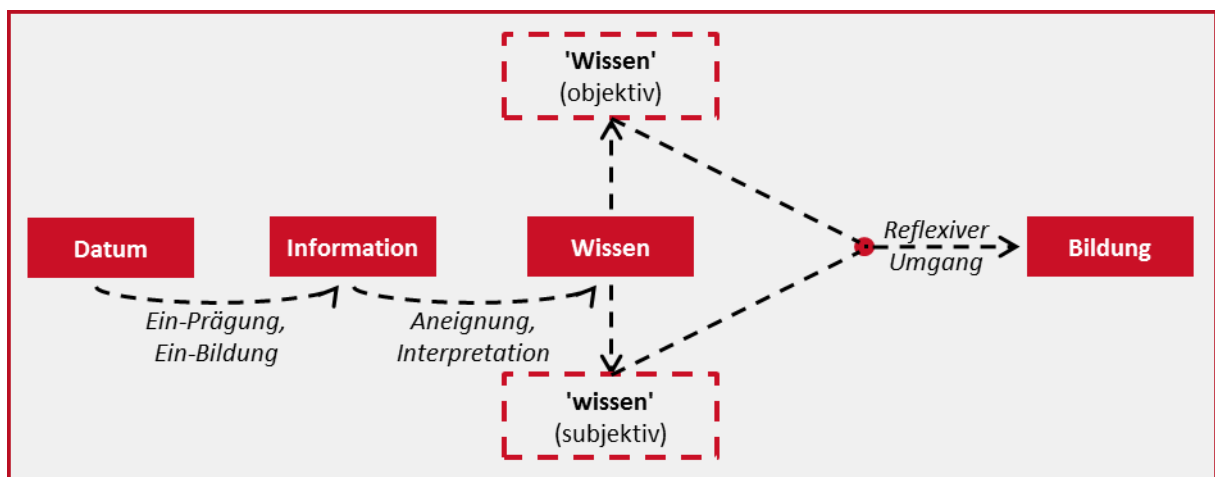 'Wissen'
(objektiv)
Datum
Information
Wissen
Reflexiver
Umgang
Bildung
Ein-Prägung,
Ein-Bildung
Aneignung,
Interpretation
'wissen'
(subjektiv)